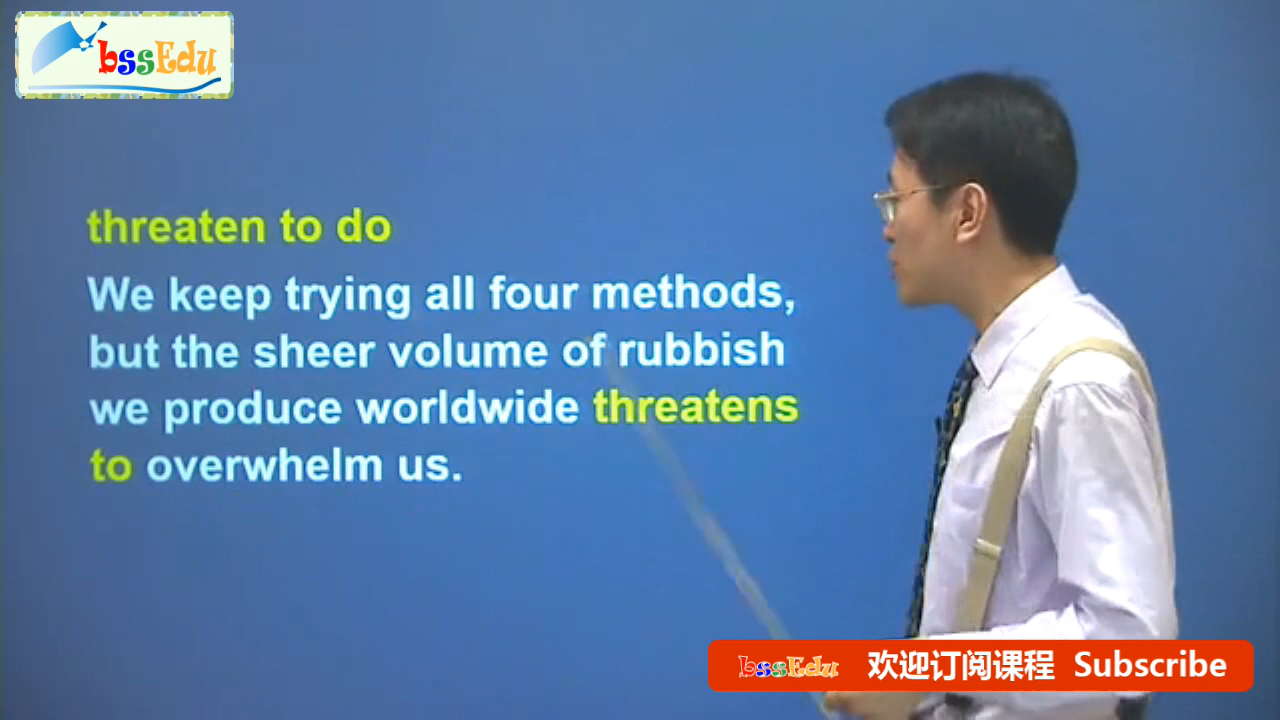 bssEdu
threaten to do
We keep trying all four methods,
but the sheer volume of rubbish
we produce worldwide threatens
to overwhelm us.
bssEdu 欢迎订阅课程 Subscribe